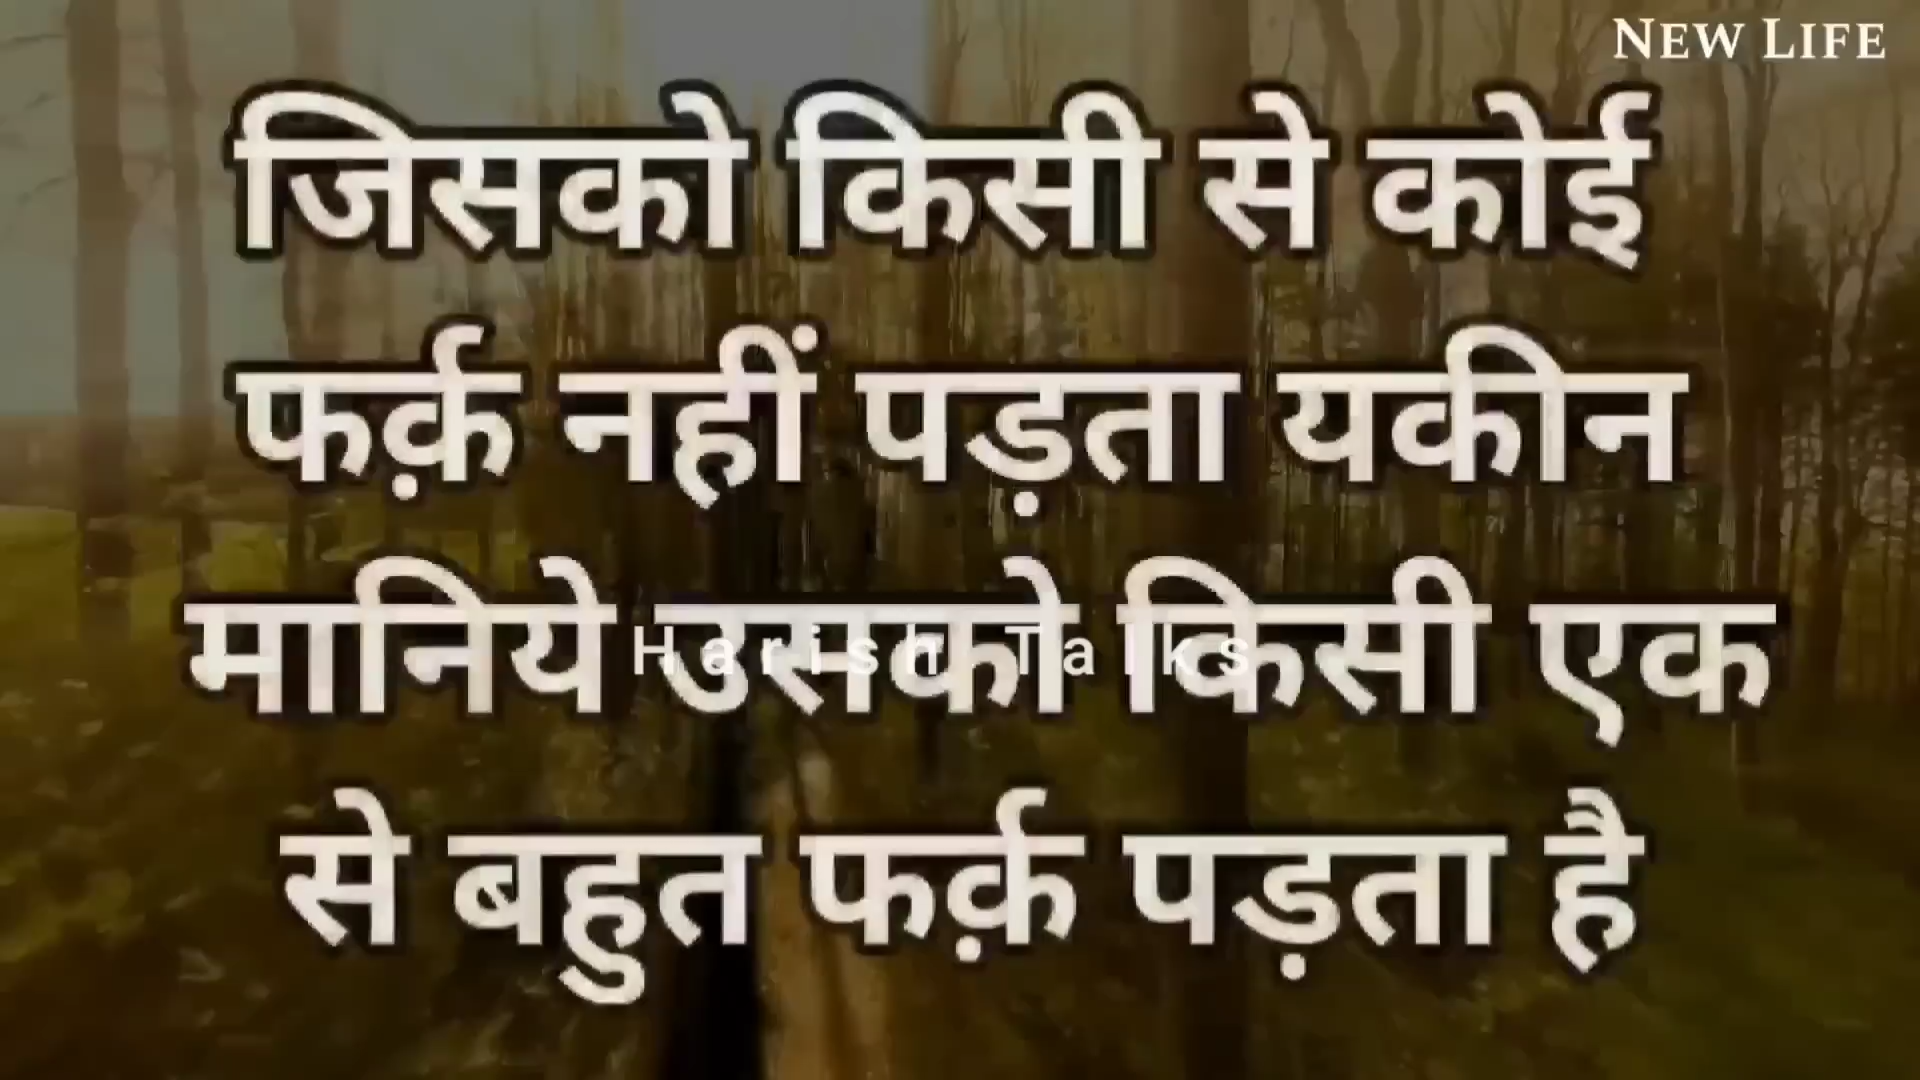 New Life
जिसको किसी से कोई
फर्क़ नहीं पड़ता यकीन
मानिये उसको किसी एक
Harish Talks
से बहुत फर्क़ पड़ता है